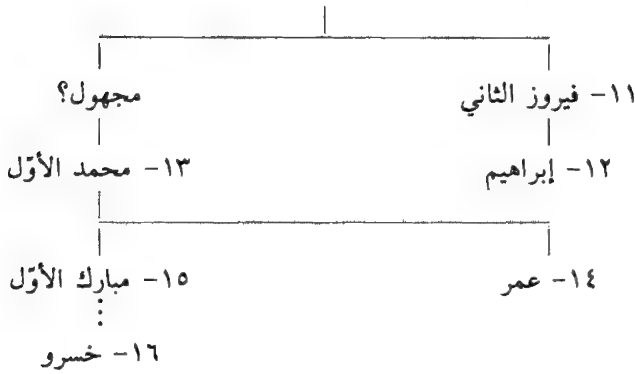 ١١- فيروز الثاني
مجهول؟
١٢- إبراهيم
١٣- محمد الأوّل
١٤- عمر
١٥- مبارك الأوّل
١٦- خسرو